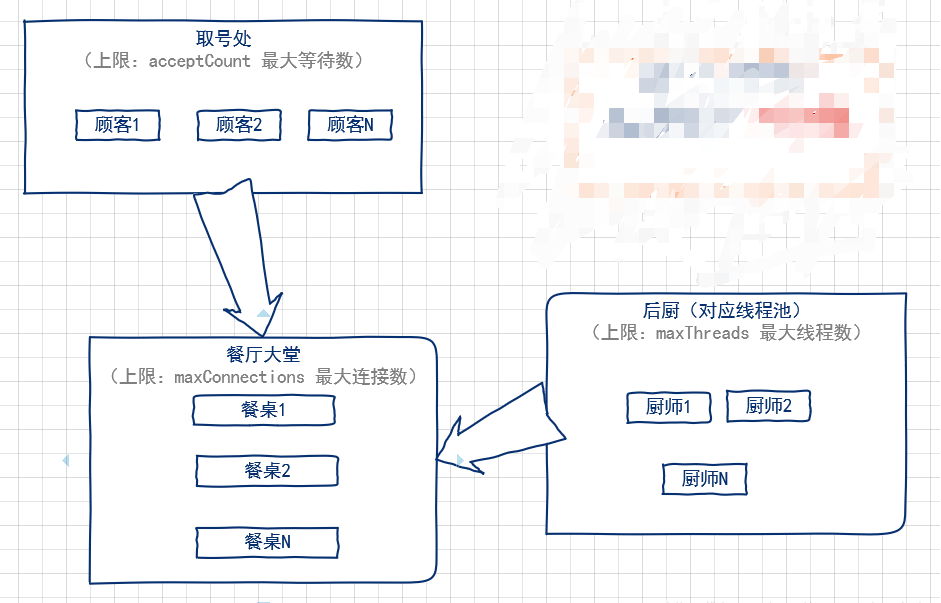 取号处
（上限：acceptCount 最大等待数）
顾客1
顾客2
顾客N
餐厅大堂
（上限：maxConnections 最大连接数）
餐桌1
餐桌2
餐桌N
后厨（对应线程池）
（上限：maxThreads 最大线程数）
厨师1
厨师2
厨师N